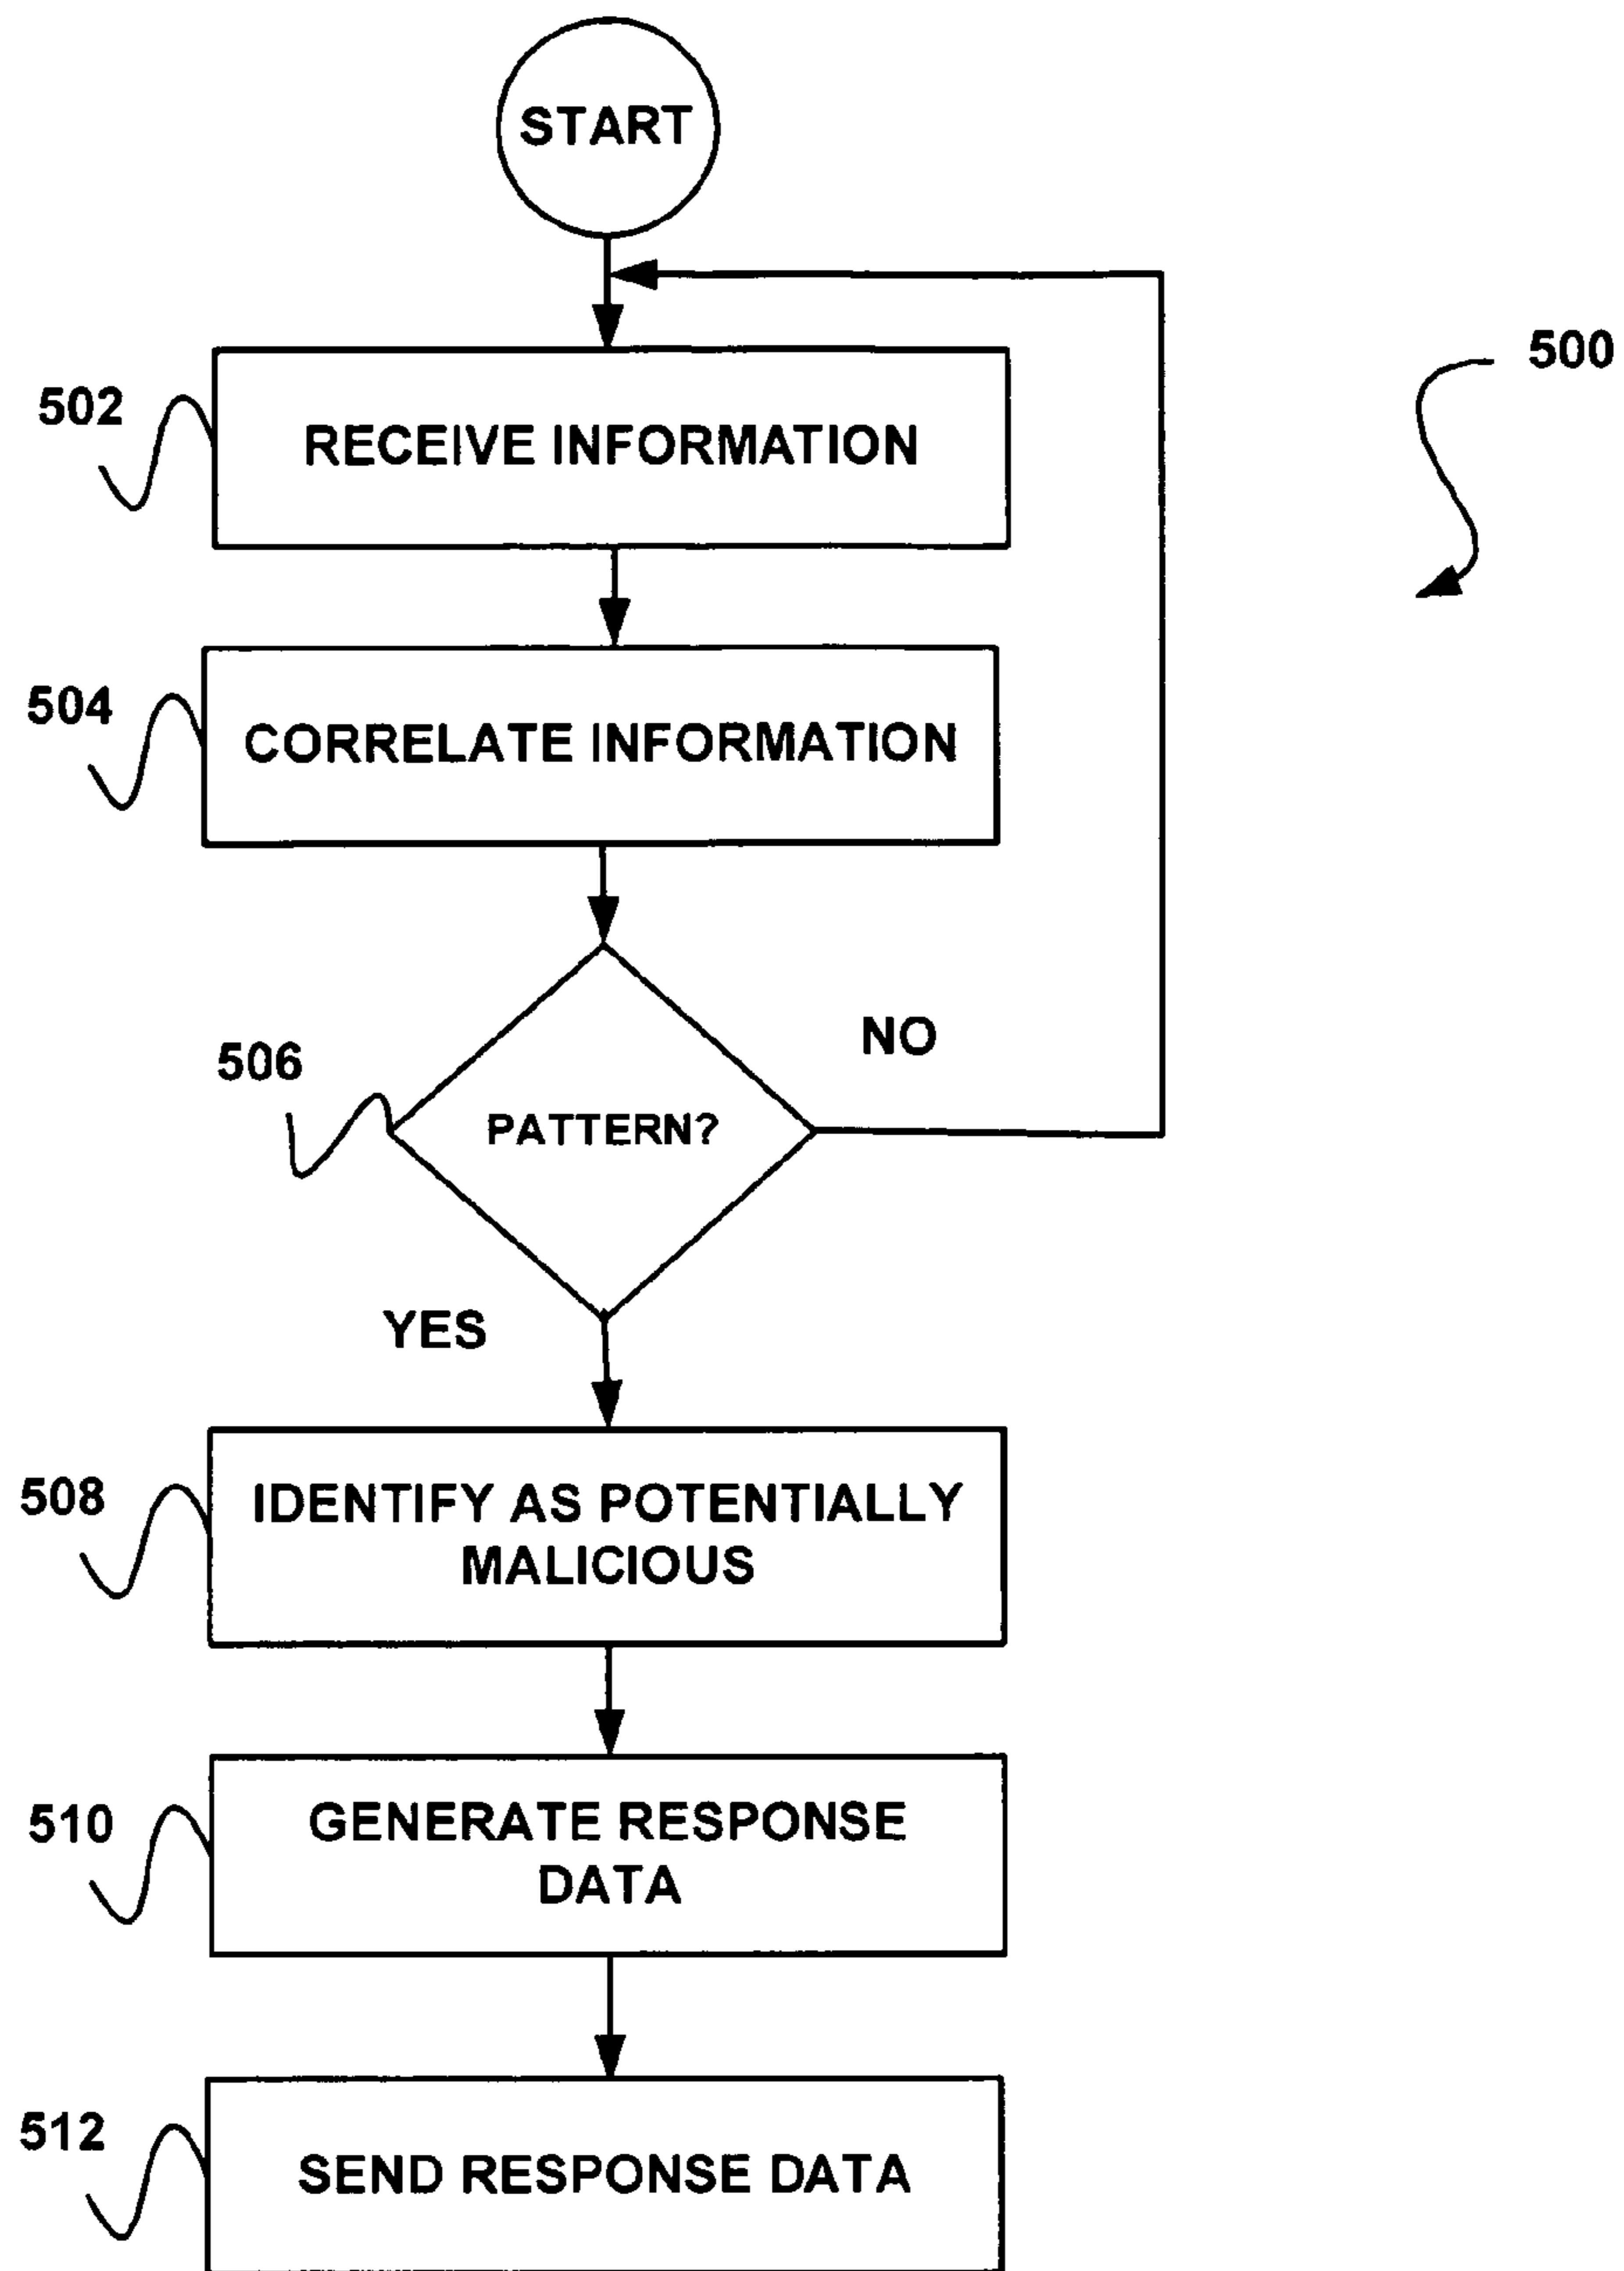 START
500
502
RECEIVE INFORMATION
504
CORRELATE INFORMATION
NO
506
PATTERN?
YES
508
IDENTIFY AS POTENTIALLY
MALICIOUS
510
GENERATE RESPONSE
DATA
512
SEND RESPONSE DATA